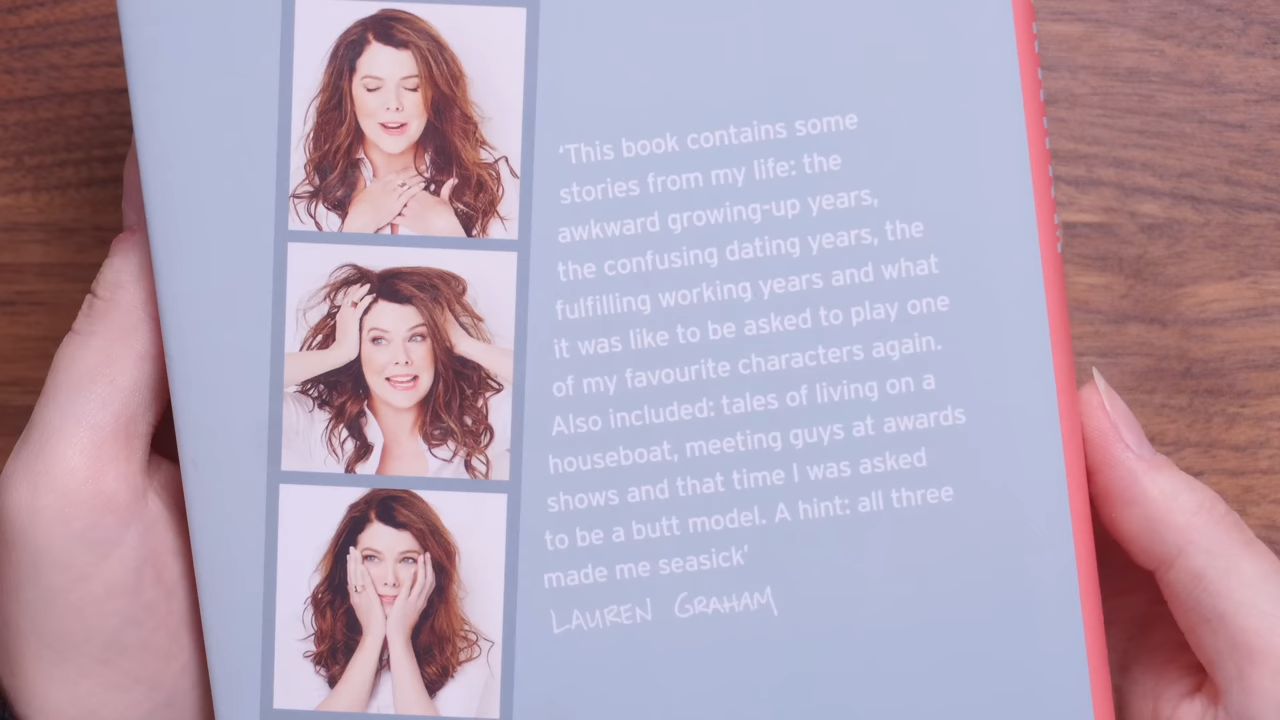 ‘This book contains some
stories from my life: the
awkward growing-up years,
the confusing dating years, the
fulfilling working years and what
it was like to be asked to play one
of my favourite characters again.
Also included: tales of living on a
houseboat, meeting guys at awards
shows and that time I was asked
to be a butt model. A hint: all three
made me seasick’
LAUREN GRAHAM